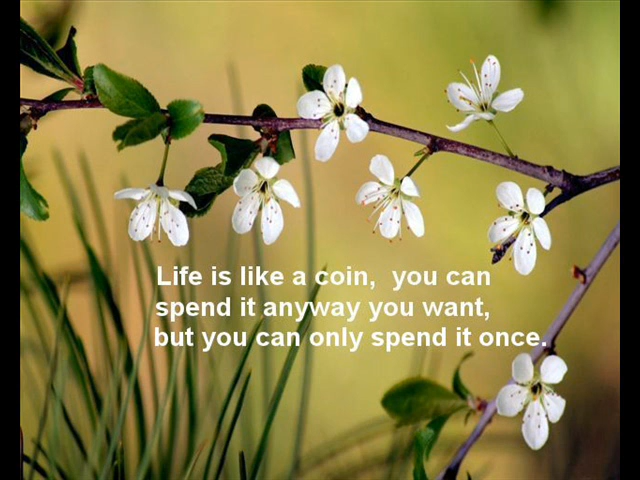 Life is like a coin,  you can
spend it anyway you want,
but you can only spend it once.